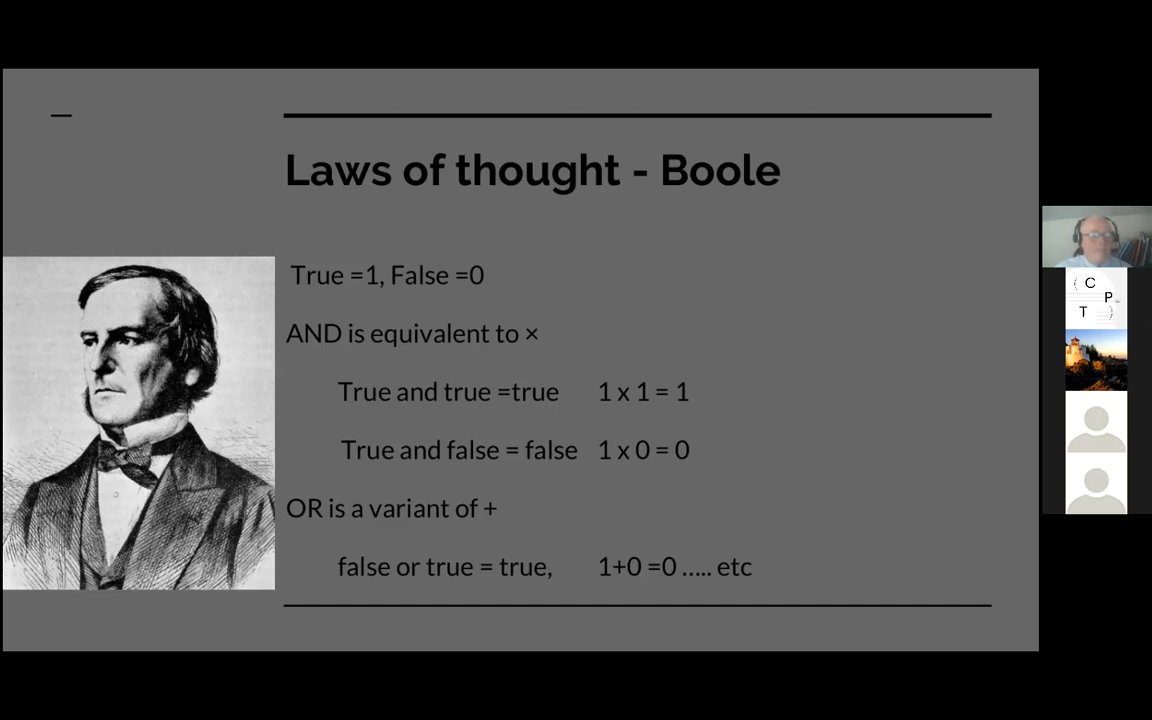 Laws of thought - Boole
True =1, False =0
AND is equivalent to ×
True and true =true 1 x 1 = 1
True and false = false 1 x 0 = 0
OR is a variant of +
false or true = true, 1+0 =0 ..... etc
C
P
T